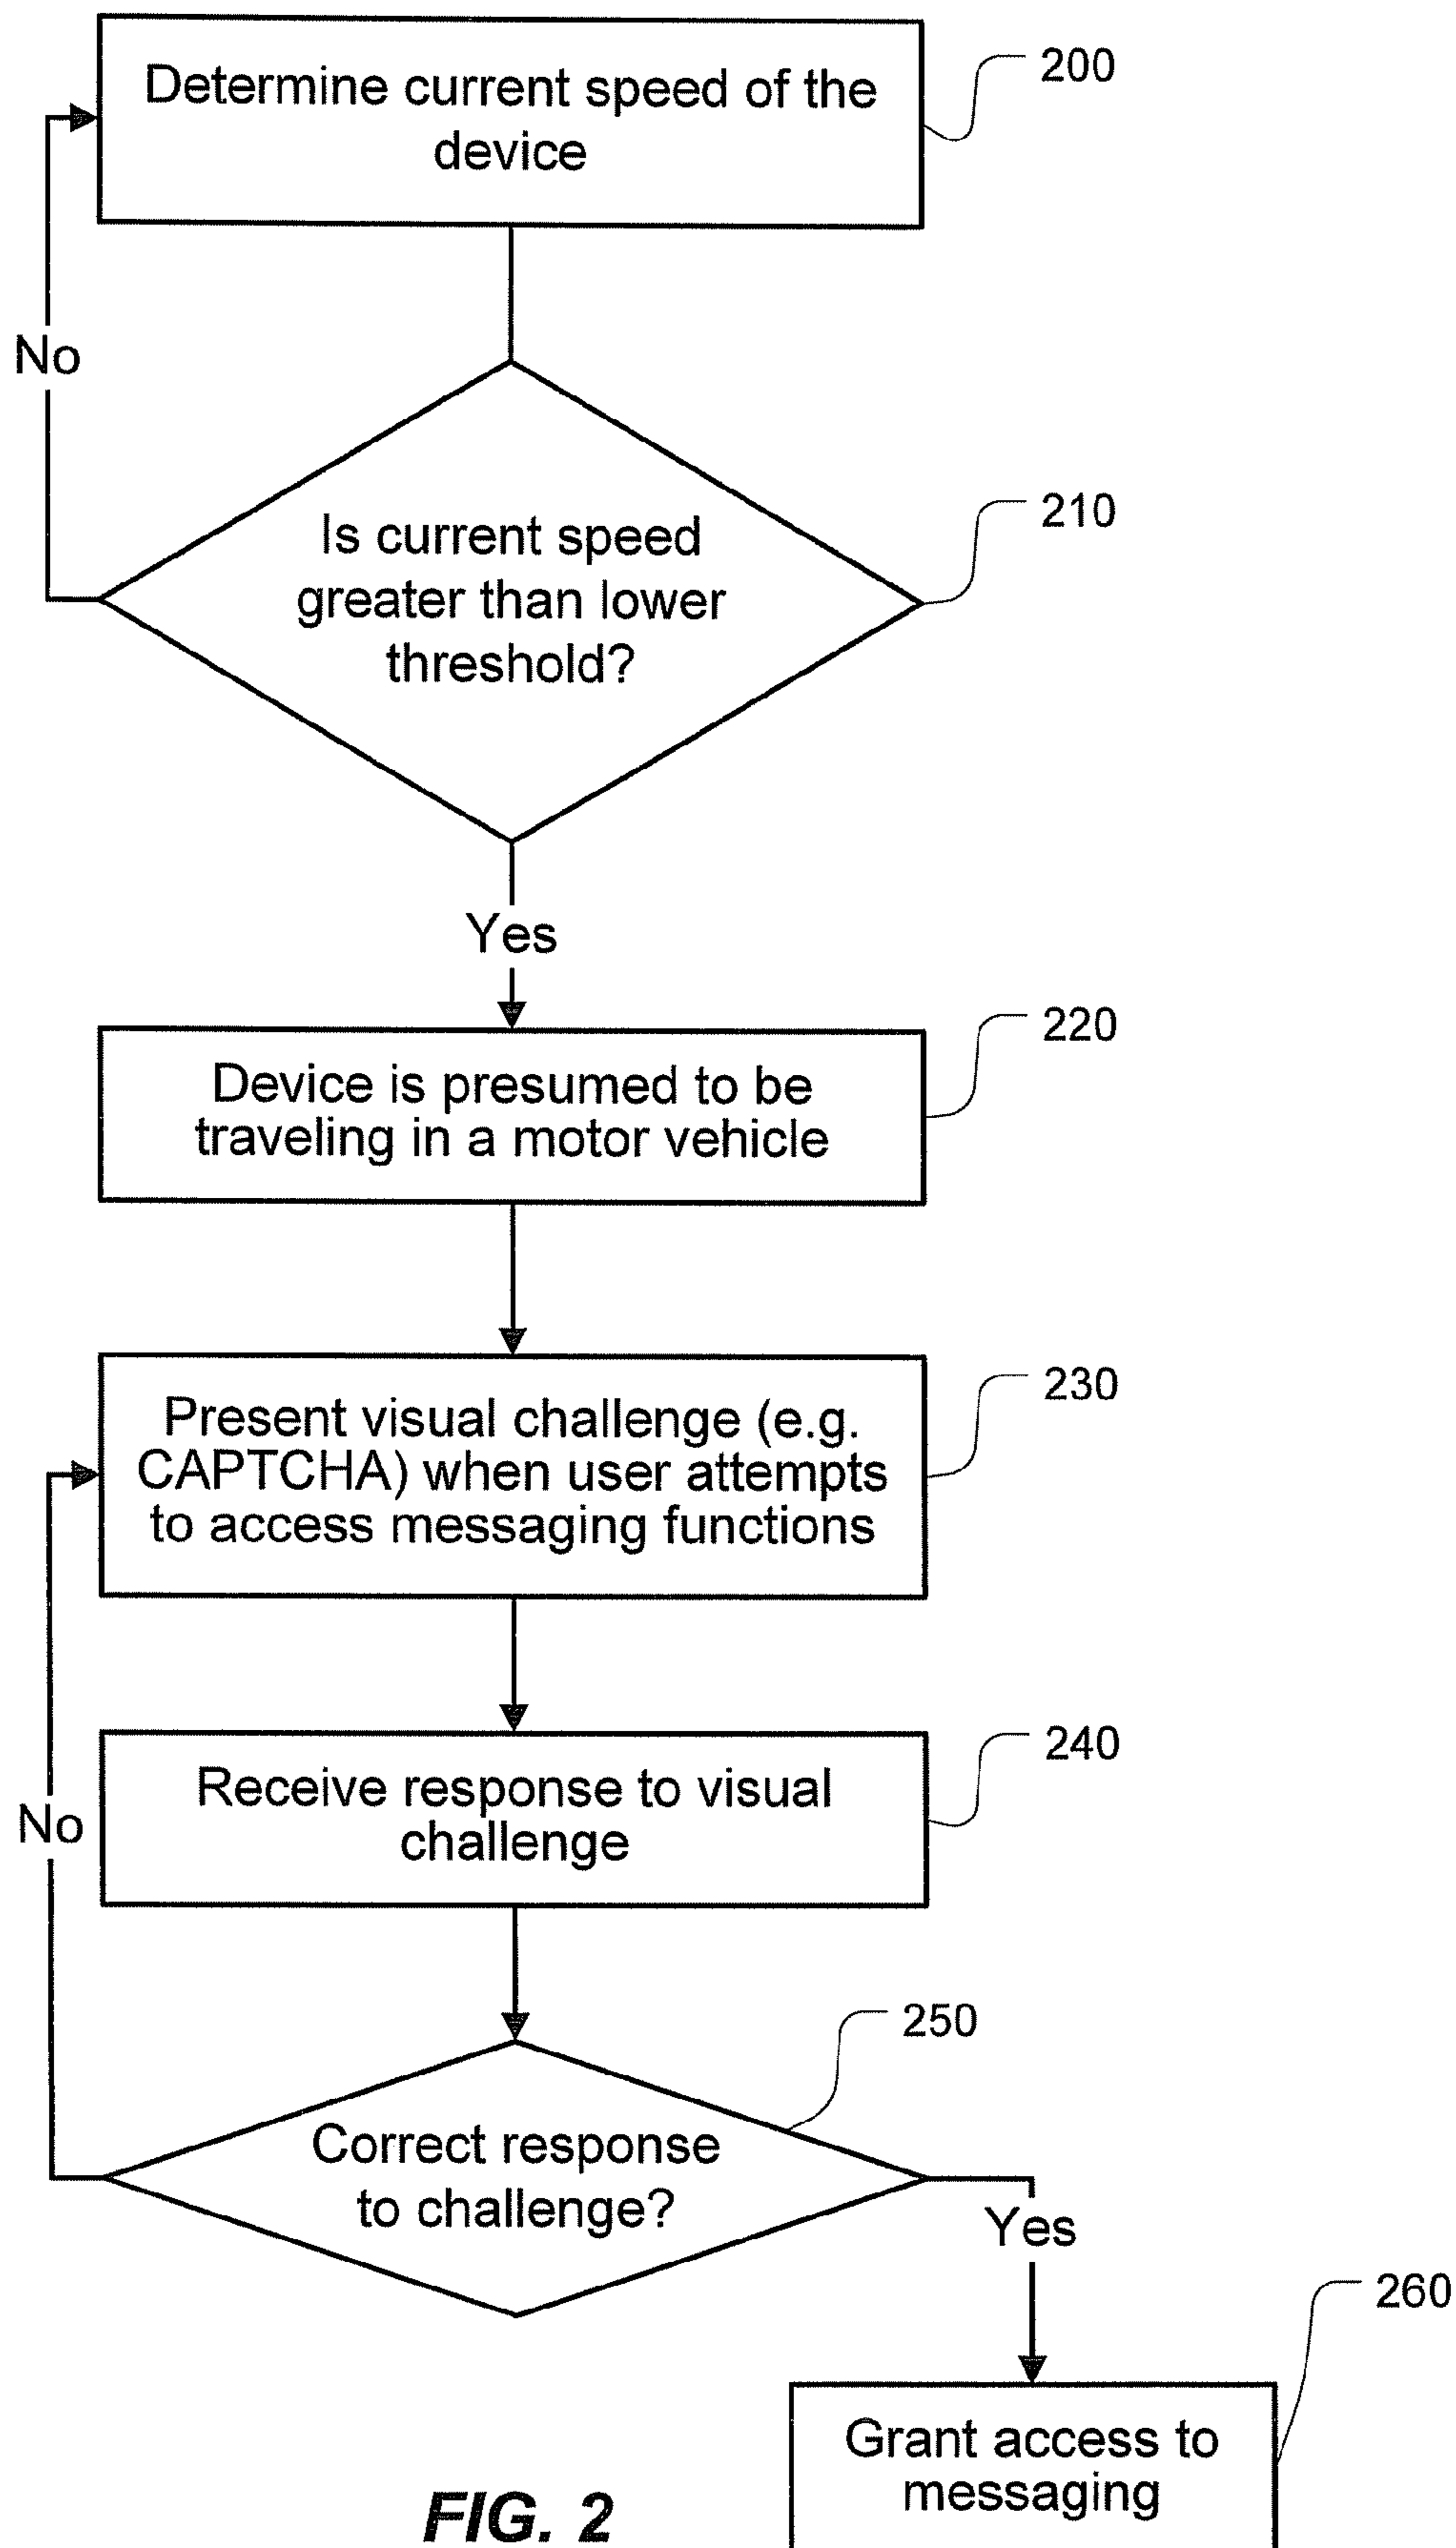 Determine current speed of the
device
200
No
Is current speed
greater than lower
threshold?
210
Yes
Device is presumed to be
traveling in a motor vehicle
220
Present visual challenge (e.g.
CAPTCHA) when user attempts
to access messaging functions
230
Receive response to visual
challenge
240
No
Correct response
to challenge?
250
Yes
Grant access to
messaging
260
FIG. 2